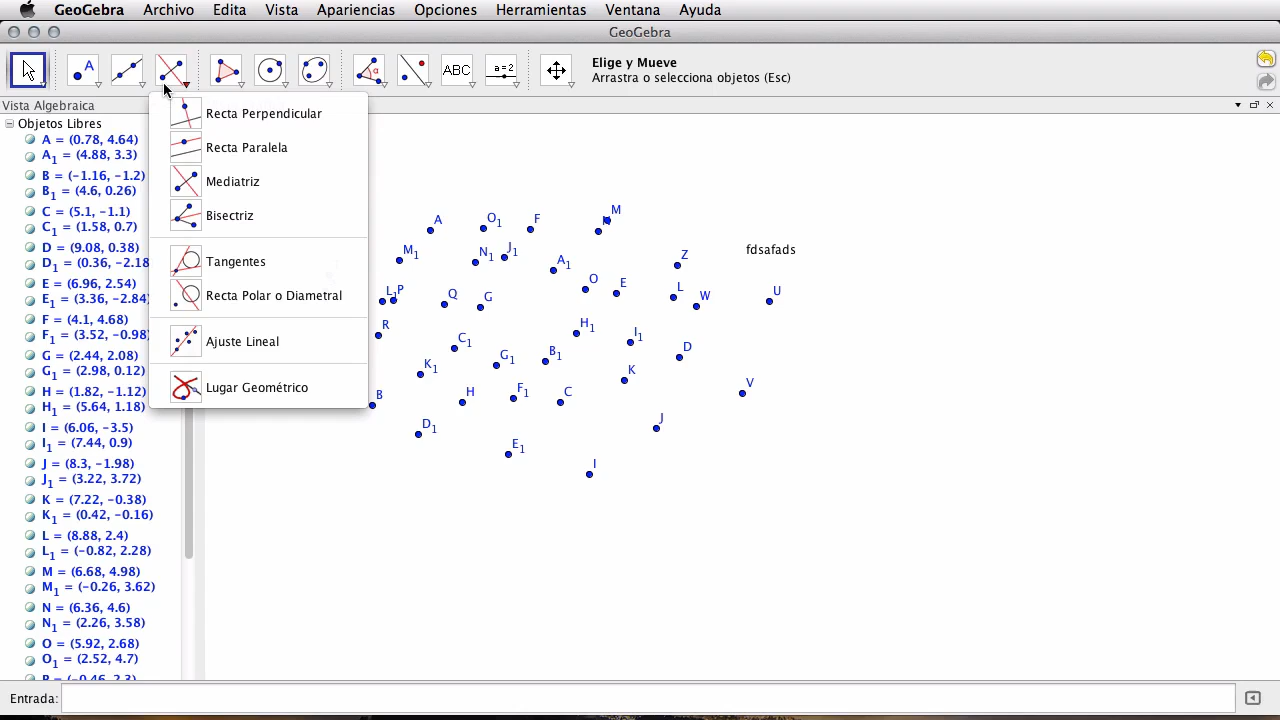 GeoGebra Archivo Edita Vista Apariencias Opciones Herramientas Ventana Ayuda
GeoGebra
A α ABC a=2
Elige y Mueve
Arrastra o selecciona objetos (Esc)
Vista Algebraica
Objetos Libres
A = (0.78, 4.64)
A1 = (4.88, 3.3)
B = (-1.16, -1.2)
B1 = (4.6, 0.26)
C = (5.1, -1.1)
C1 = (1.58, 0.7)
D = (9.08, 0.38)
D1 = (0.36, -2.18
E = (6.96, 2.54)
E1 = (3.36, -2.84)
F = (4.1, 4.68)
F1 = (3.52, -0.98)
G = (2.44, 2.08)
G1 = (2.98, 0.12)
H = (1.82, -1.12)
H1 = (5.64, 1.18)
I = (6.06, -3.5)
I1 = (7.44, 0.9)
J = (8.3, -1.98)
J1 = (3.22, 3.72)
K = (7.22, -0.38)
K1 = (0.42, -0.16)
L = (8.88, 2.4)
L1 = (-0.82, 2.28)
M = (6.68, 4.98)
M1 = (-0.26, 3.62)
N = (6.36, 4.6)
N1 = (2.26, 3.58)
O = (5.92, 2.68)
O1 = (2.52, 4.7)
P = (-0.46, 2.3)
Recta Perpendicular
Recta Paralela
Mediatriz
Bisectriz
Tangentes
Recta Polar o Diametral
Ajuste Lineal
Lugar Geométrico
M
A O1 F
fdsafads
M1 N1 J1 Z
A1
O E
L1 P Q G L W U
R H1 I1
C1 G1 B1 D
K1 K
B H F1 C V
D1 J
E1
I
Entrada: